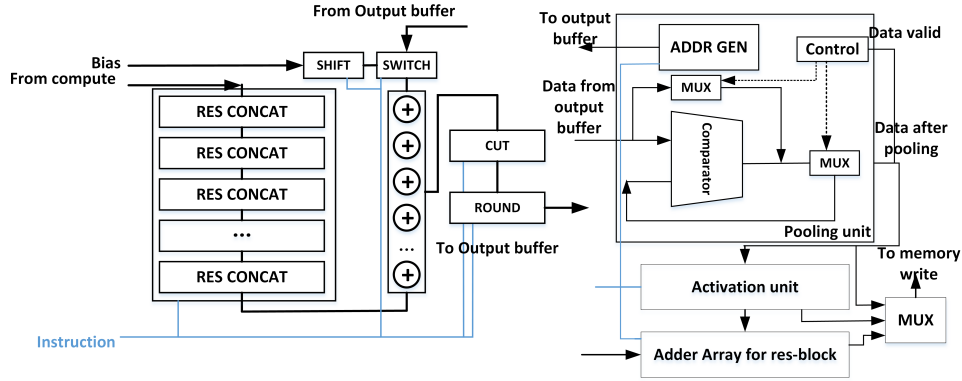 From Output buffer
Bias
From compute
SHIFT
SWITCH
RES CONCAT
RES CONCAT
RES CONCAT
...
RES CONCAT
+
+
+
+
...
+
CUT
ROUND
To Output buffer
Instruction
To output
buffer
ADDR GEN
Control
Data valid
MUX
Data from
output
buffer
Comparator
MUX
Data after
pooling
Pooling unit
To memory
write
Activation unit
MUX
Adder Array for res-block